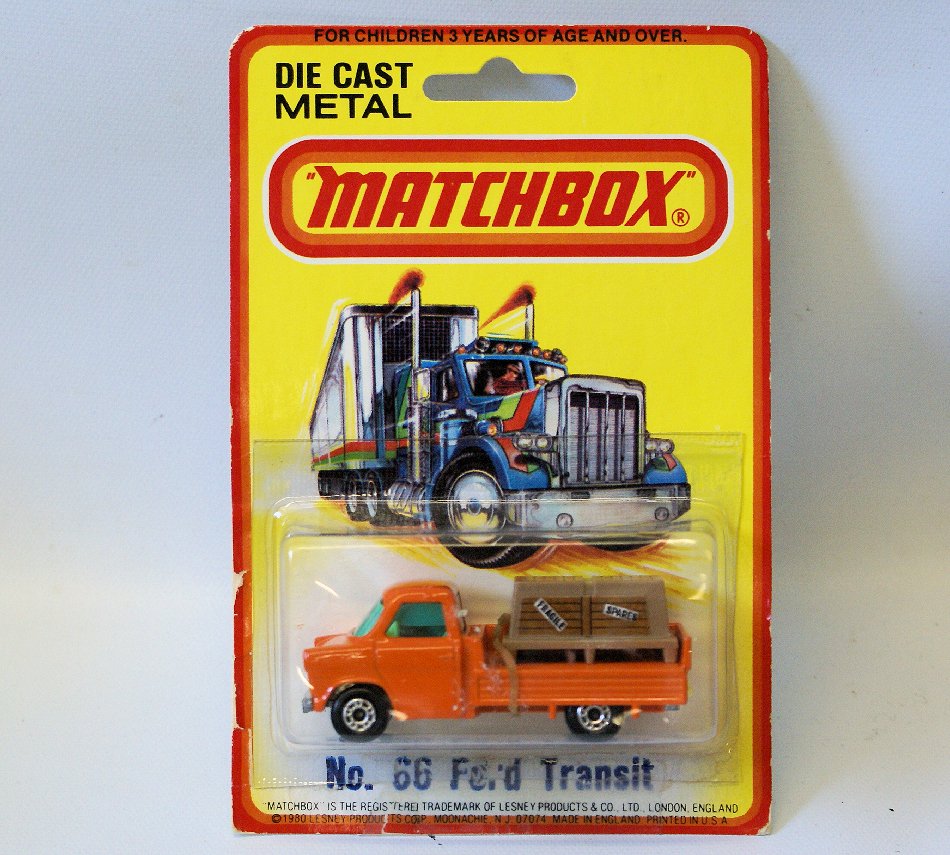 FOR CHILDREN 3 YEARS OF AGE AND OVER.
DIE CAST
METAL
"MATCHBOX"®
FRAGILE
SPARES
No. 66 Ford Transit
"MATCHBOX" IS THE REGISTERED TRADEMARK OF LESNEY PRODUCTS & CO., LTD., LONDON, ENGLAND
©1980 LESNEY PRODUCTS CORP. MOONACHIE, N.J. 07074 MADE IN ENGLAND PRINTED IN U.S.A.